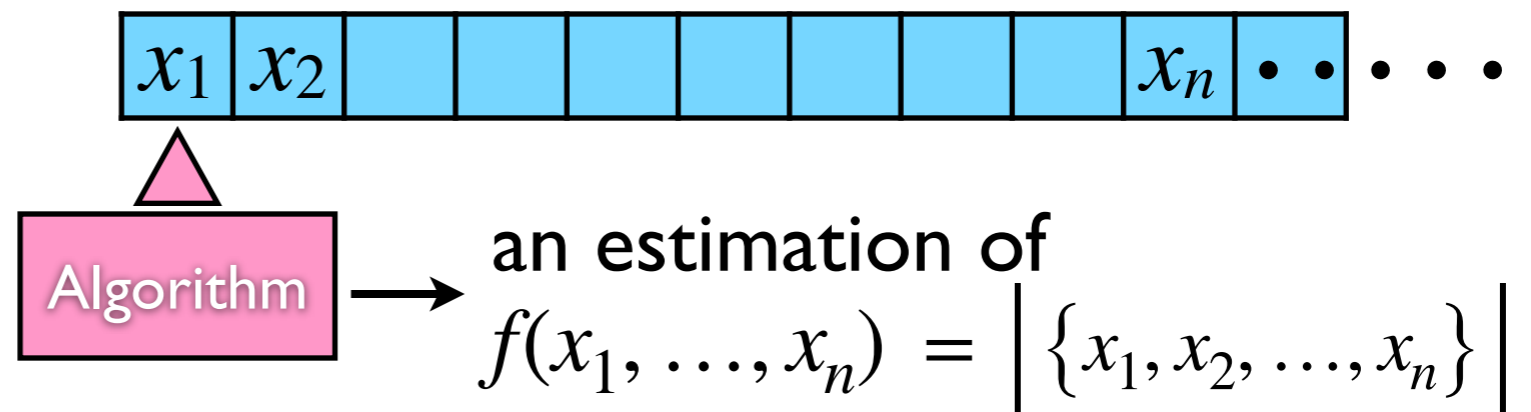 x₁ x₂ xₙ • • • • •
Algorithm
an estimation of
f(x₁, …, xₙ) = |{x₁, x₂, …, xₙ}|